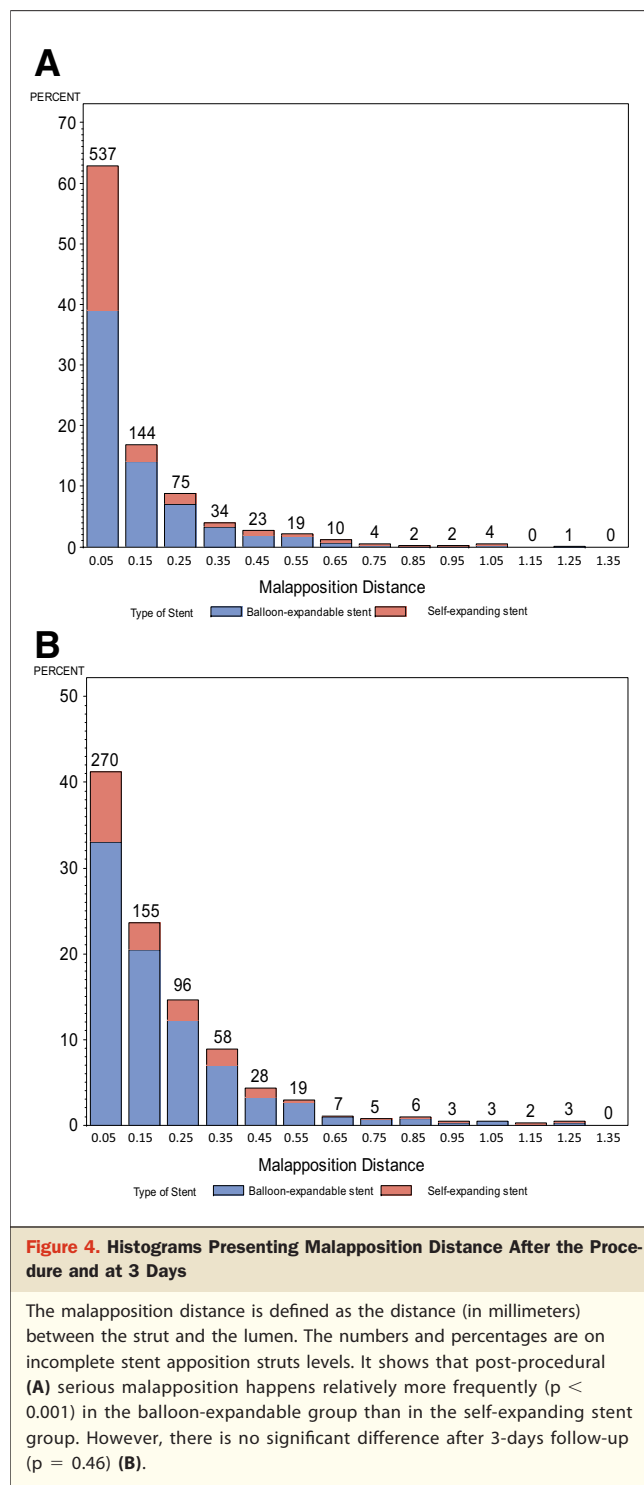 A
PERCENT
70
60
50
40
30
20
10
0
537
144
75
34
23
19
10
4
2
2
4
0
1
0
0.05 0.15 0.25 0.35 0.45 0.55 0.65 0.75 0.85 0.95 1.05 1.15 1.25 1.35
Malapposition Distance
Type of Stent Balloon-expandable stent Self-expanding stent
B
PERCENT
50
40
30
20
10
0
270
155
96
58
28
19
7
5
6
3
3
2
3
0
0.05 0.15 0.25 0.35 0.45 0.55 0.65 0.75 0.85 0.95 1.05 1.15 1.25 1.35
Malapposition Distance
Type of Stent Balloon-expandable stent Self-expanding stent
Figure 4. Histograms Presenting Malapposition Distance After the Proce-
dure and at 3 Days
The malapposition distance is defined as the distance (in millimeters)
between the strut and the lumen. The numbers and percentages are on
incomplete stent apposition struts levels. It shows that post-procedural
(A) serious malapposition happens relatively more frequently (p <
0.001) in the balloon-expandable group than in the self-expanding stent
group. However, there is no significant difference after 3-days follow-up
(p = 0.46) (B).